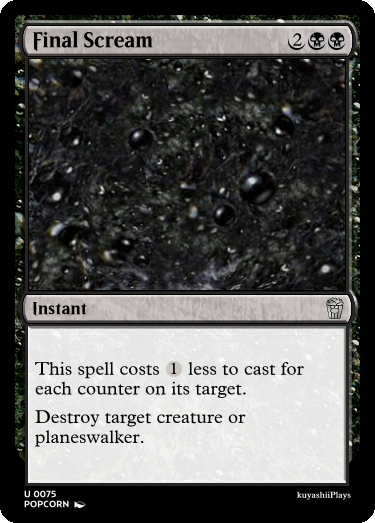 Final Scream 2
Instant
This spell costs 1 less to cast for
each counter on its target.
Destroy target creature or
planeswalker.
U 0075
POPCORN kuyashiiPlays